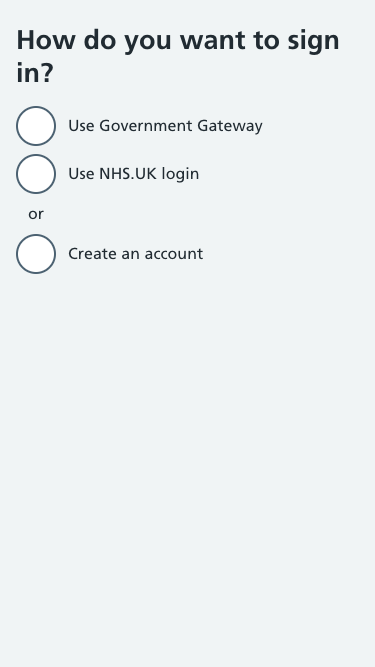 How do you want to sign
in?
Use Government Gateway
Use NHS.UK login
or
Create an account